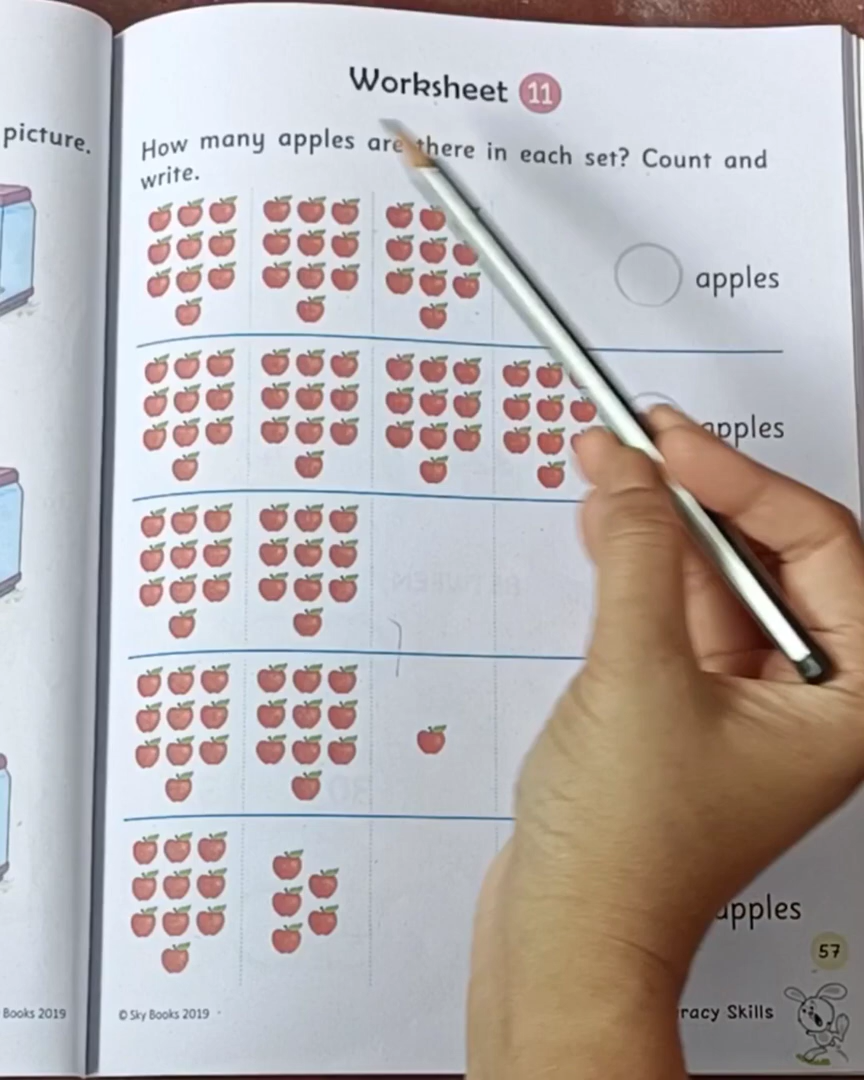 picture.
Worksheet 11
How many apples are there in each set? Count and
write.
apples
apples
apples
57
Books 2019
© Sky Books 2019
Skills